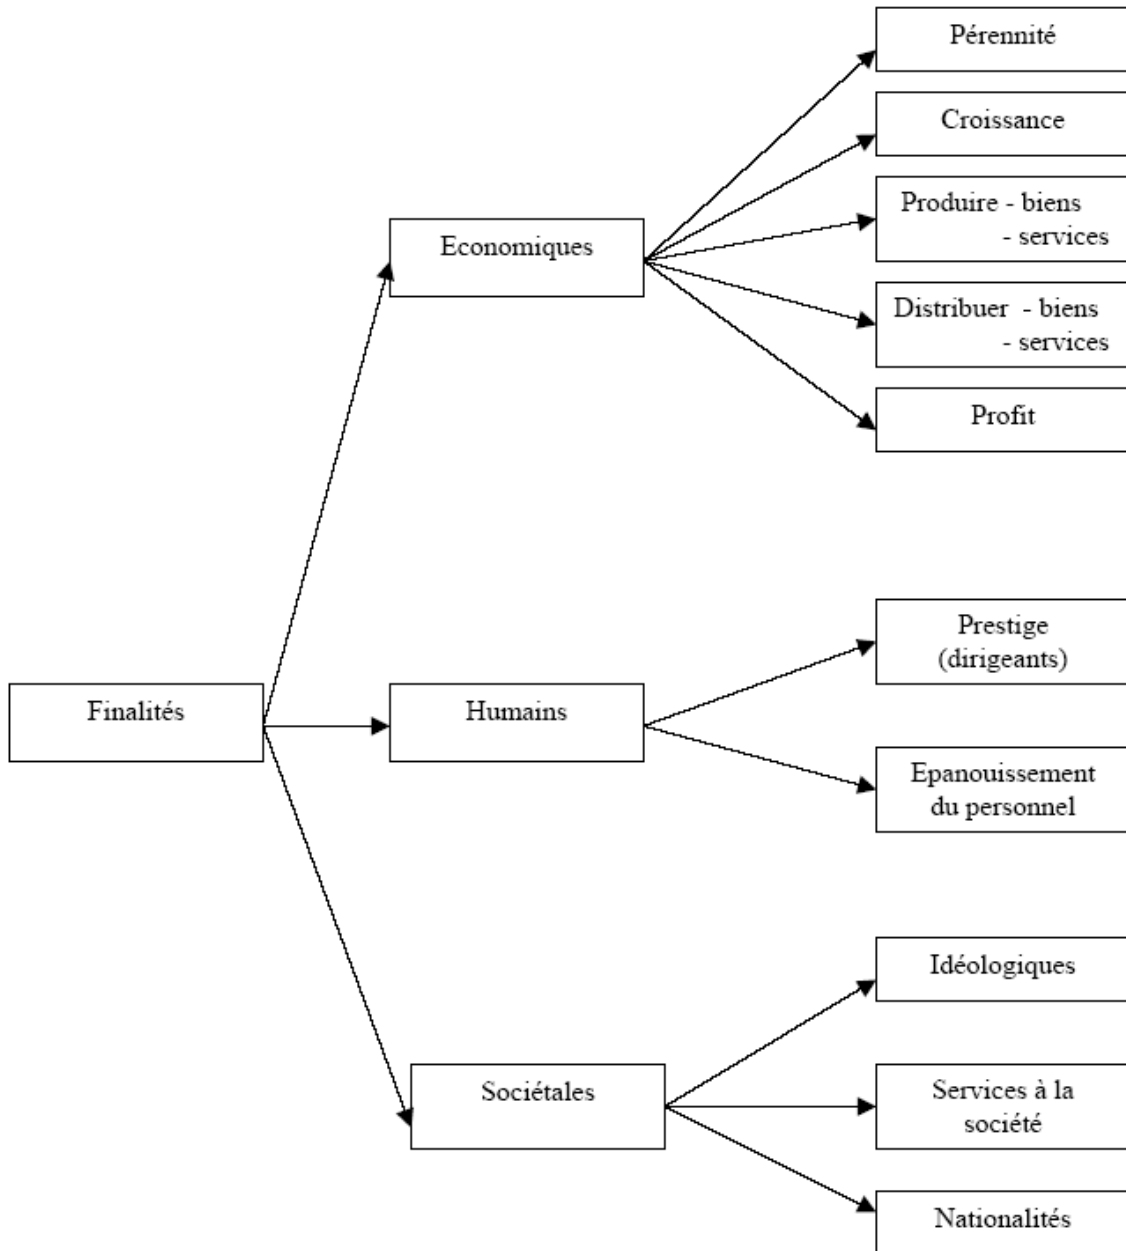 Pérennité
Croissance
Produire - biens
- services
Economiques
Distribuer - biens
- services
Profit
Prestige
(dirigeants)
Finalités
Humains
Epanouissement
du personnel
Idéologiques
Sociétales
Services à la
société
Nationalités